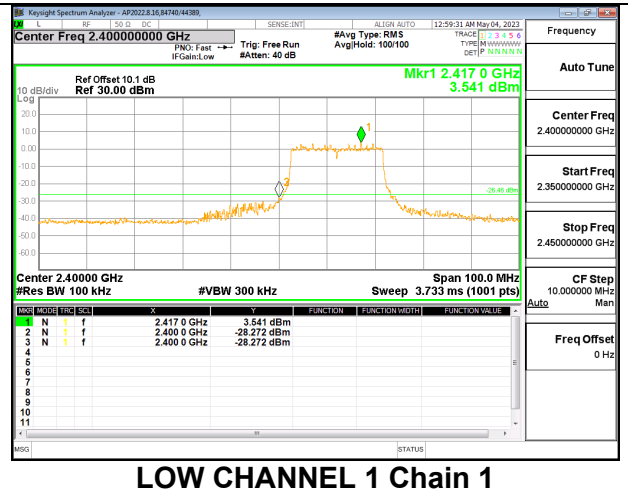 Keysight Spectrum Analyzer - AP2022.8.16,84740/44389,
LXI L RF 50 Ω DC SENSE:INT ALIGN AUTO 12:59:31 AM May 04, 2023
Center Freq 2.400000000 GHz
PNO: Fast
IFGain:Low
Trig: Free Run
#Atten: 40 dB
#Avg Type: RMS
Avg|Hold: 100/100
TRACE 1 2 3 4 5 6
TYPE M W W W W W
DET P N N N N N
Frequency
Auto Tune
Center Freq
2.400000000 GHz
Start Freq
2.350000000 GHz
Stop Freq
2.450000000 GHz
CF Step
10.000000 MHz
Auto Man
Freq Offset
0 Hz
Ref Offset 10.1 dB
10 dB/div Ref 30.00 dBm
Log
Mkr1 2.417 0 GHz
3.541 dBm
20.0
10.0
0.00
-10.0
-20.0
-30.0
-40.0
-50.0
-60.0
1
3
-26.46 dBm
Center 2.40000 GHz Span 100.0 MHz
#Res BW 100 kHz #VBW 300 kHz Sweep 3.733 ms (1001 pts)
MKR MODE TRC SCL X Y FUNCTION FUNCTION WIDTH FUNCTION VALUE
1 N 1 f 2.417 0 GHz 3.541 dBm
2 N 1 f 2.400 0 GHz -28.272 dBm
3 N 1 f 2.400 0 GHz -28.272 dBm
4
5
6
7
8
9
10
11
MSG STATUS
LOW CHANNEL 1 Chain 1